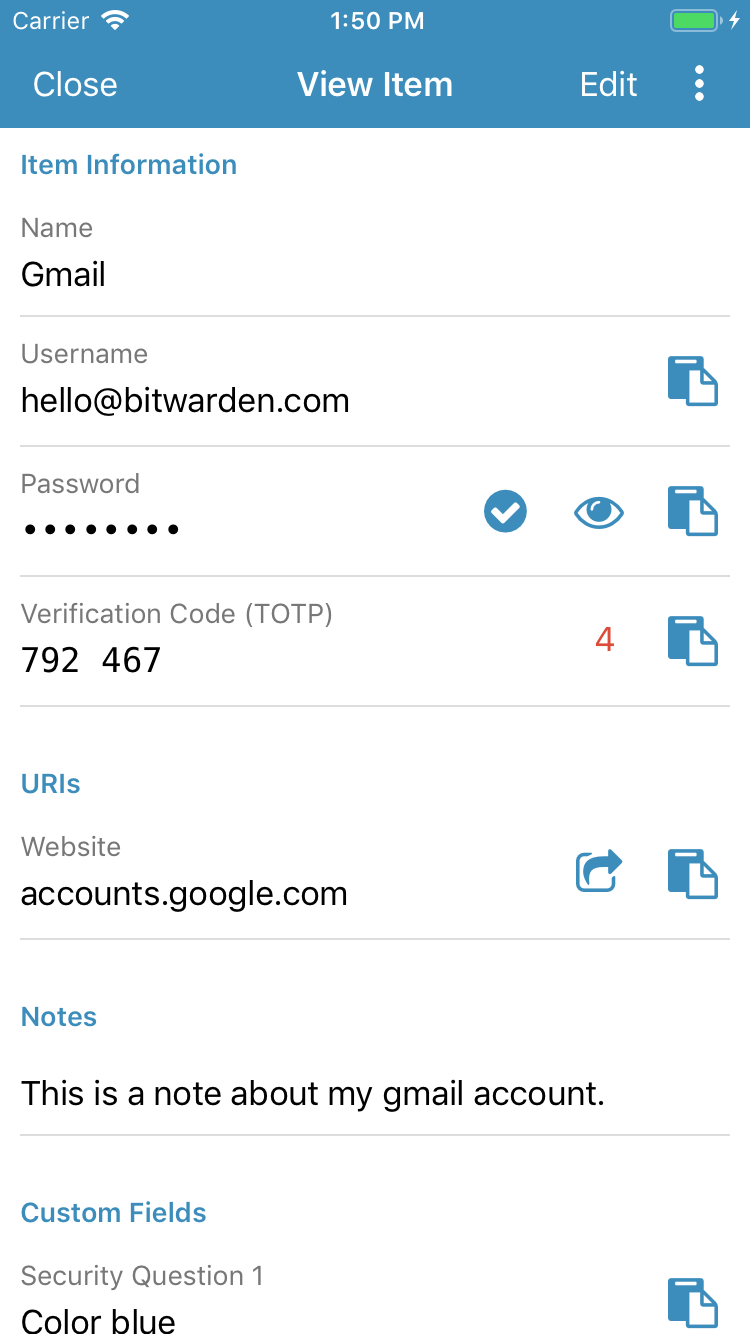 Carrier 1:50 PM
Close View Item Edit
Item Information
Name
Gmail
Username
hello@bitwarden.com
Password
••••••••
Verification Code (TOTP)
792 467 4
URIs
Website
accounts.google.com
Notes
This is a note about my gmail account.
Custom Fields
Security Question 1
Color blue